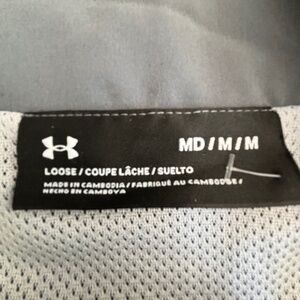 MD/M/M
LOOSE/COUPE LÂCHE/SUELTO
MADE IN CAMBODIA/FABRIQUÉ AU CAMBODGE/
HECHO EN CAMBOYA